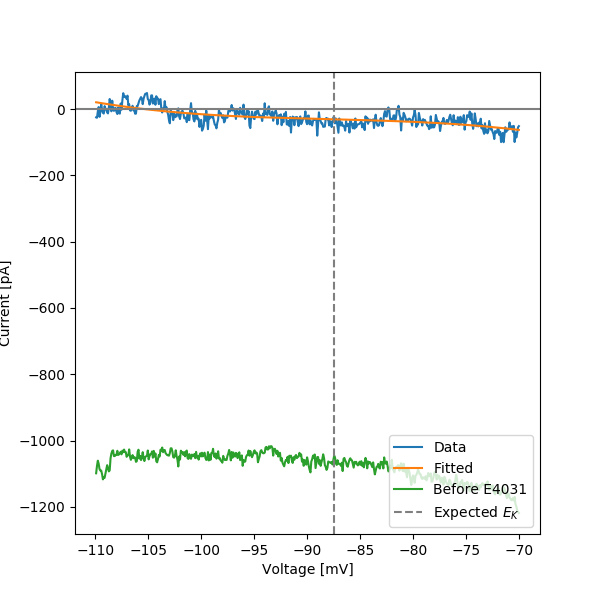 0
−200
−400
−600
−800
−1000
−1200
Current [pA]
Data
Fitted
Before E4031
Expected E_K
−110 −105 −100 −95 −90 −85 −80 −75 −70
Voltage [mV]